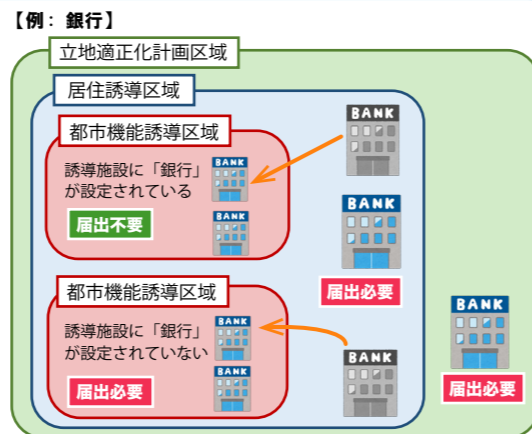 【例：銀行】
立地適正化計画区域
居住誘導区域
都市機能誘導区域
誘導施設に「銀行」
が設定されている
届出不要
BANK
BANK
BANK
BANK
届出必要
都市機能誘導区域
誘導施設に「銀行」
が設定されていない
届出必要
BANK
BANK
BANK
BANK
届出必要